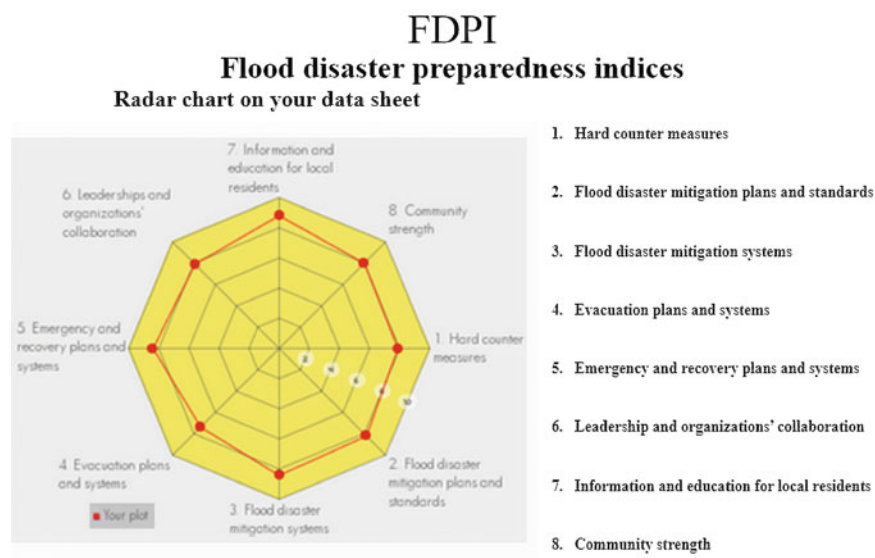 FDPI
Flood disaster preparedness indices
Radar chart on your data sheet
7. Information and
education for local
residents
6. Leaderships and
organizations'
collaboration
8. Community
strength
5. Emergency and
recovery plans and
systems
1. Hard counter
measures
2
4
6
8
10
4. Evacuation plans
and systems
2. Flood disaster
mitigation plans and
standards
3. Flood disaster
mitigation systems
Your plot
1. Hard counter measures
2. Flood disaster mitigation plans and standards
3. Flood disaster mitigation systems
4. Evacuation plans and systems
5. Emergency and recovery plans and systems
6. Leadership and organizations' collaboration
7. Information and education for local residents
8. Community strength